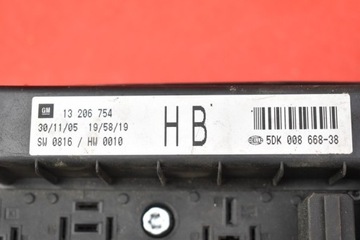 GM 13 206 754
30/11/05 19/58/19
SW 0816 / HW 0010
HB
5DK 008 668-38